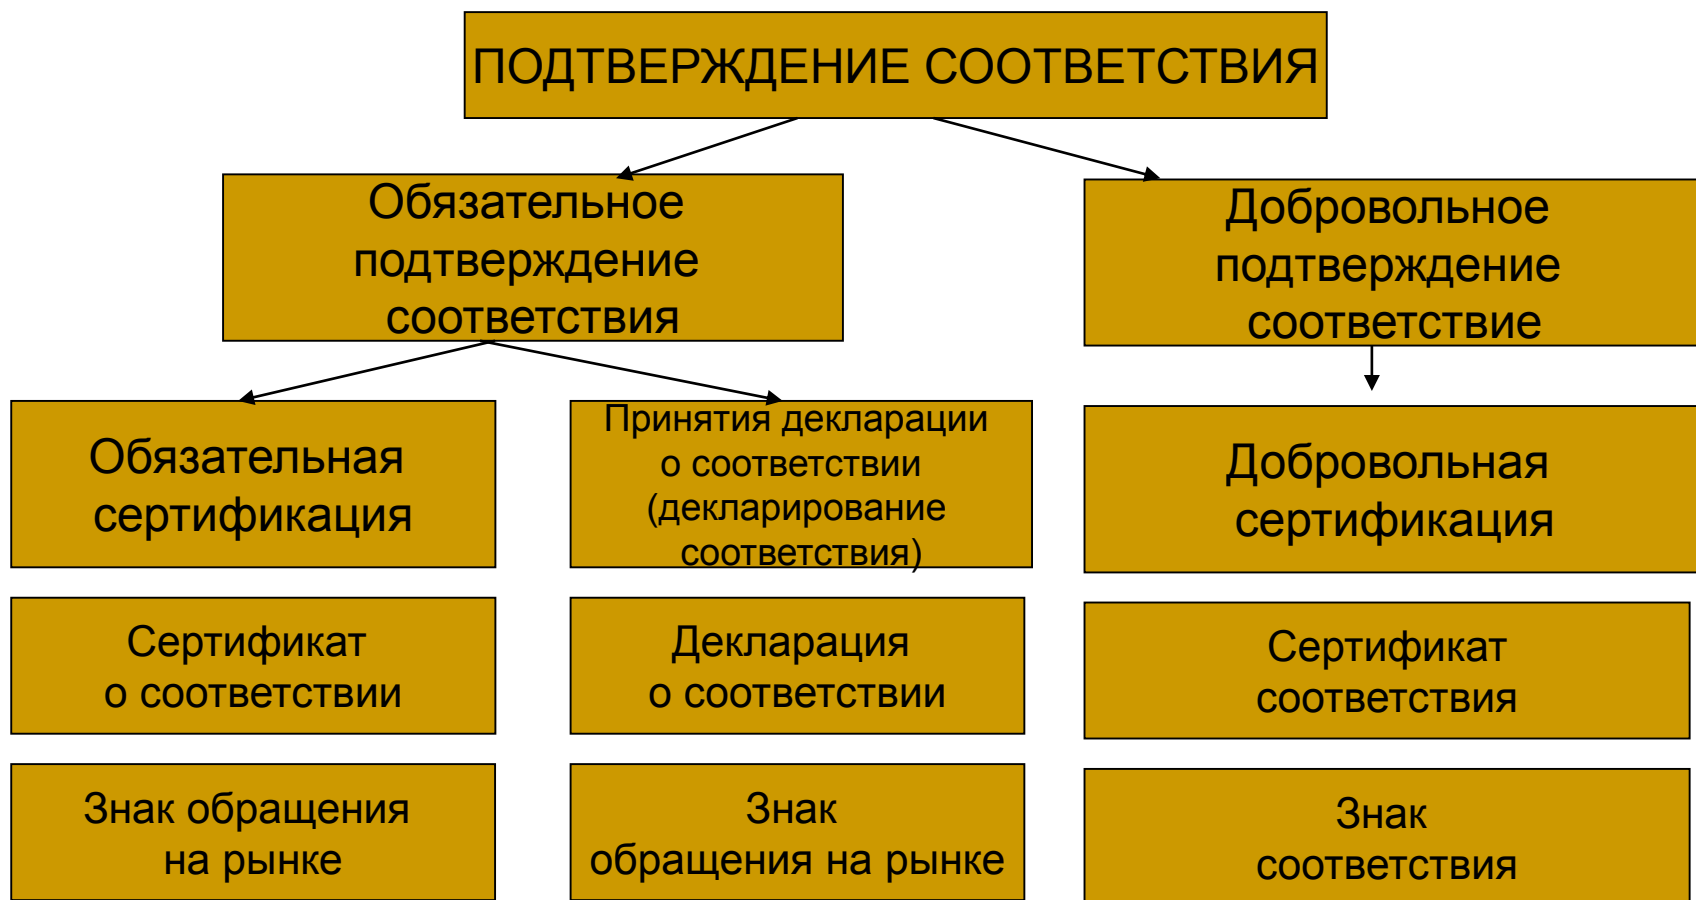 ПОДТВЕРЖДЕНИЕ СООТВЕТСТВИЯ
Обязательное
подтверждение
соответствия
Добровольное
подтверждение
соответствие
Обязательная
сертификация
Принятия декларации
о соответствии
(декларирование
соответствия)
Добровольная
сертификация
Сертификат
о соответствии
Декларация
о соответствии
Сертификат
соответствия
Знак обращения
на рынке
Знак
обращения на рынке
Знак
соответствия